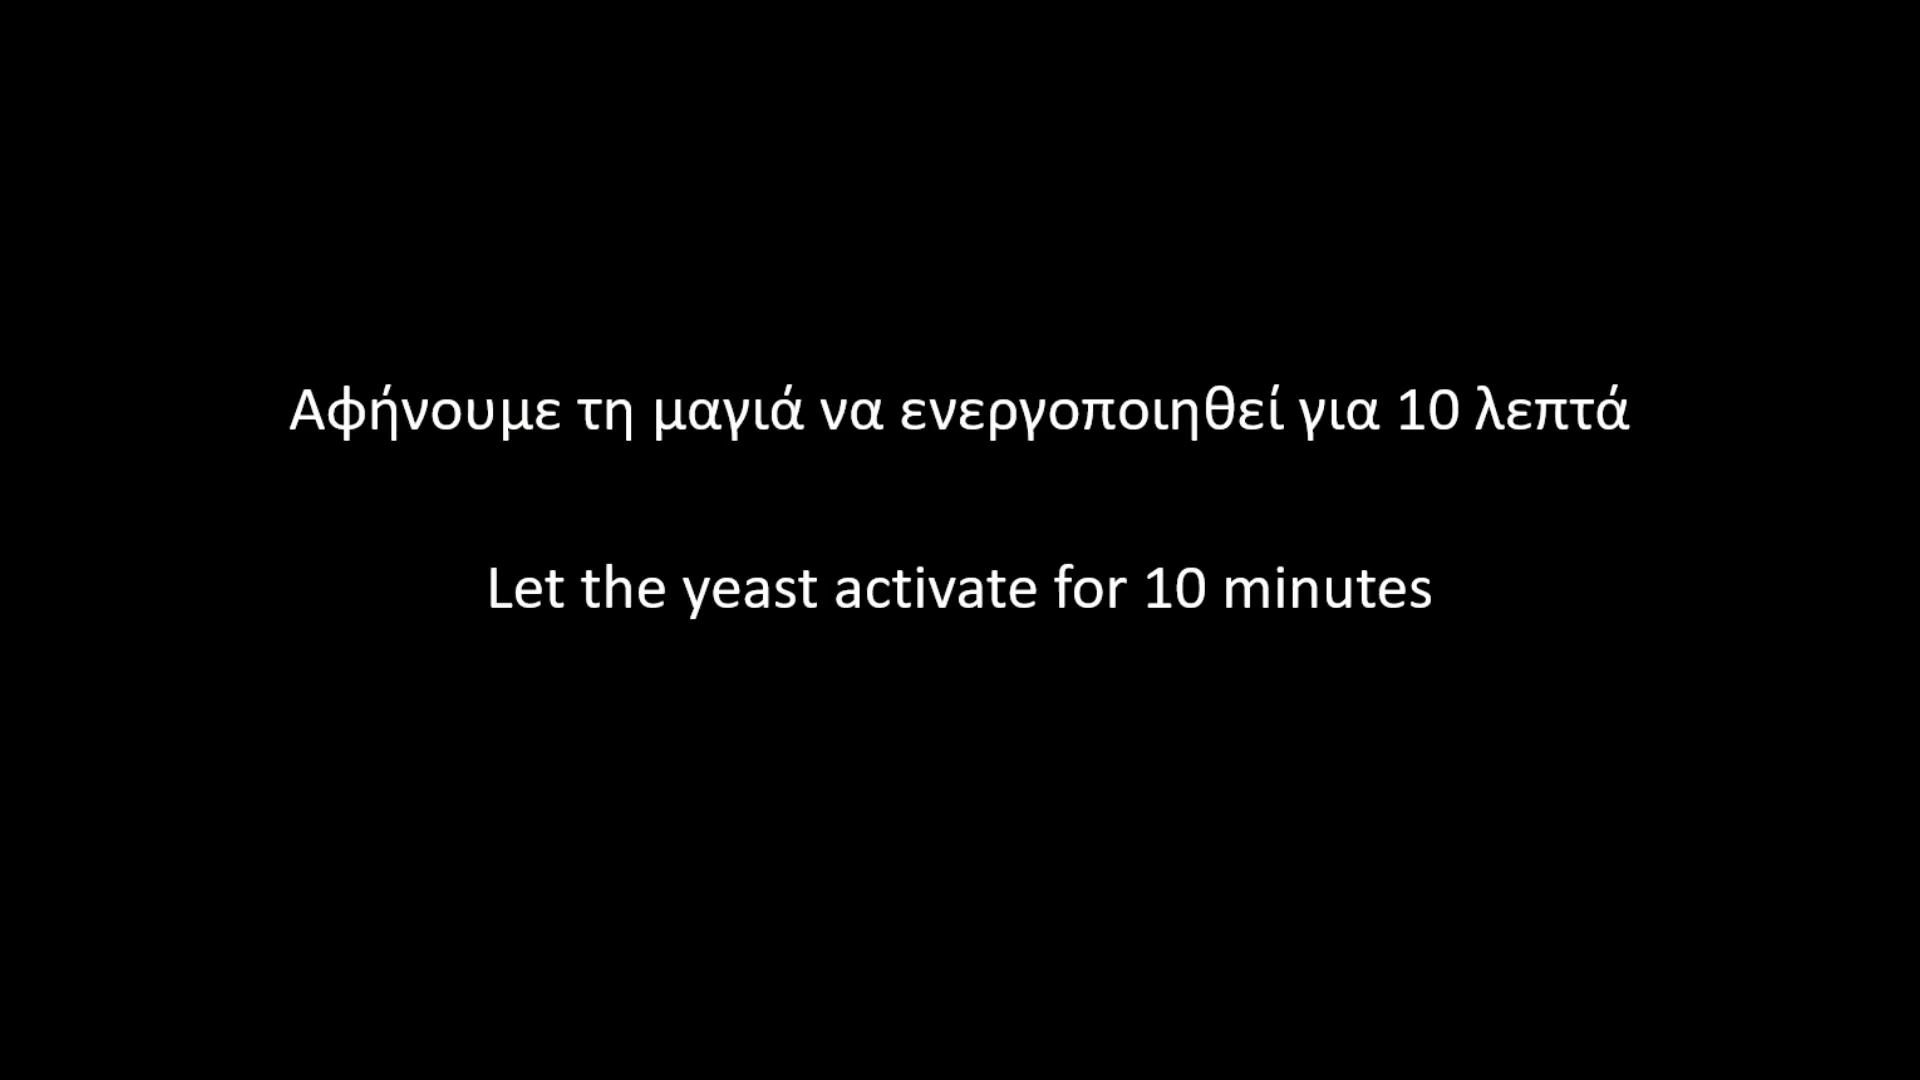 Αφήνουμε τη μαγιά να ενεργοποιηθεί για 10 λεπτά
Let the yeast activate for 10 minutes